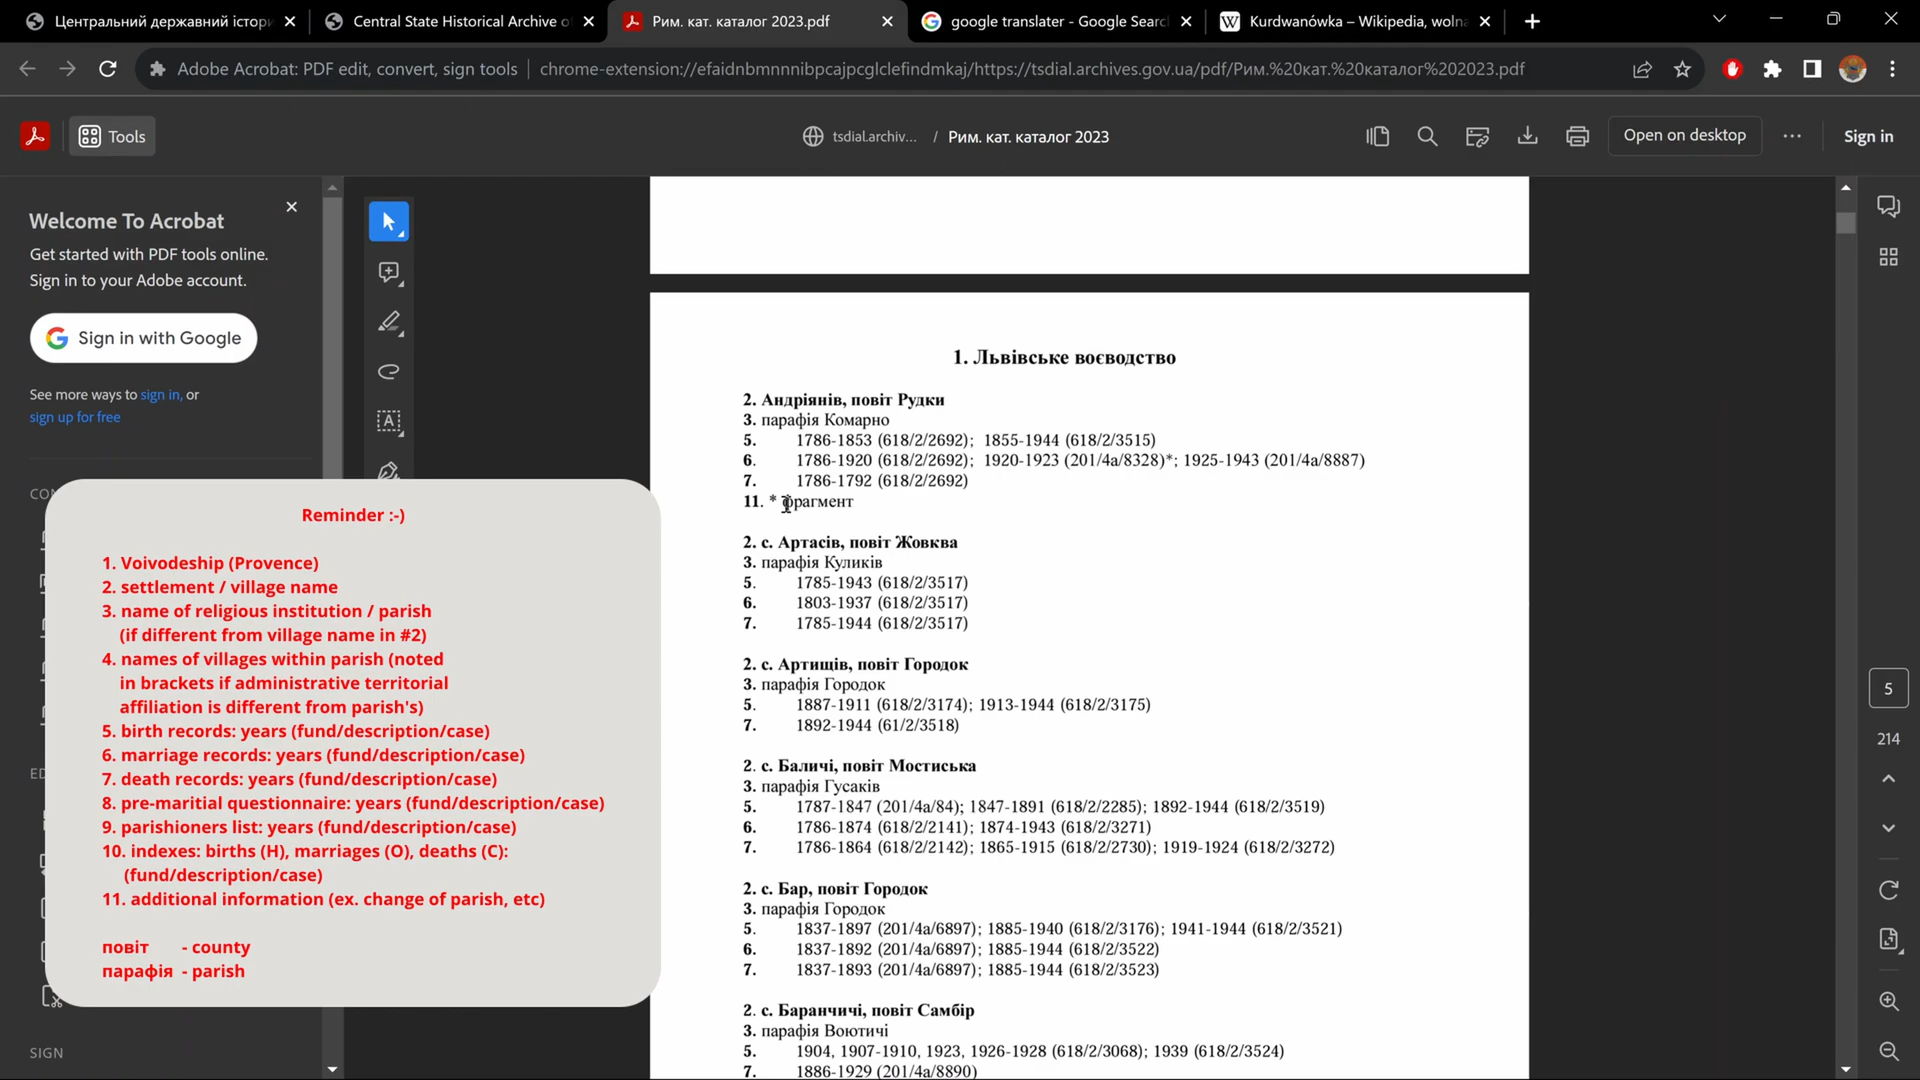 Центральний державний істори
Central State Historical Archive o
Рим. кат. каталог 2023.pdf
google translater - Google Searc
Kurdwanówka – Wikipedia, woln
Adobe Acrobat: PDF edit, convert, sign tools
chrome-extension://efaidnbmnnnibpcajpcglclefindmkaj/https://tsdial.archives.gov.ua/pdf/Рим.%20кат.%20каталог%202023.pdf
Tools
tsdial.archiv... / Рим. кат. каталог 2023
Open on desktop
Sign in
Welcome To Acrobat
Get started with PDF tools online.
Sign in to your Adobe account.
Sign in with Google
See more ways to sign in, or
sign up for free
Reminder :-)
1. Voivodeship (Provence)
2. settlement / village name
3. name of religious institution / parish
(if different from village name in #2)
4. names of villages within parish (noted
in brackets if administrative territorial
affiliation is different from parish's)
5. birth records: years (fund/description/case)
6. marriage records: years (fund/description/case)
7. death records: years (fund/description/case)
8. pre-maritial questionnaire: years (fund/description/case)
9. parishioners list: years (fund/description/case)
10. indexes: births (Н), marriages (О), deaths (С):
(fund/description/case)
11. additional information (ex. change of parish, etc)
повіт - county
парафія - parish
SIGN
1. Львівське воєводство
2. Андріянів, повіт Рудки
3. парафія Комарно
5. 1786-1853 (618/2/2692); 1855-1944 (618/2/3515)
6. 1786-1920 (618/2/2692); 1920-1923 (201/4а/8328)*; 1925-1943 (201/4а/8887)
7. 1786-1792 (618/2/2692)
11. * фрагмент
2. с. Артасів, повіт Жовква
3. парафія Куликів
5. 1785-1943 (618/2/3517)
6. 1803-1937 (618/2/3517)
7. 1785-1944 (618/2/3517)
2. с. Артищів, повіт Городок
3. парафія Городок
5. 1887-1911 (618/2/3174); 1913-1944 (618/2/3175)
7. 1892-1944 (61/2/3518)
2. с. Баличі, повіт Мостиська
3. парафія Гусаків
5. 1787-1847 (201/4а/84); 1847-1891 (618/2/2285); 1892-1944 (618/2/3519)
6. 1786-1874 (618/2/2141); 1874-1943 (618/2/3271)
7. 1786-1864 (618/2/2142); 1865-1915 (618/2/2730); 1919-1924 (618/2/3272)
2. с. Бар, повіт Городок
3. парафія Городок
5. 1837-1897 (201/4а/6897); 1885-1940 (618/2/3176); 1941-1944 (618/2/3521)
6. 1837-1892 (201/4а/6897); 1885-1944 (618/2/3522)
7. 1837-1893 (201/4а/6897); 1885-1944 (618/2/3523)
2. с. Баранчичі, повіт Самбір
3. парафія Воютичі
5. 1904, 1907-1910, 1923, 1926-1928 (618/2/3068); 1939 (618/2/3524)
7. 1886-1929 (201/4а/8890)
5
214